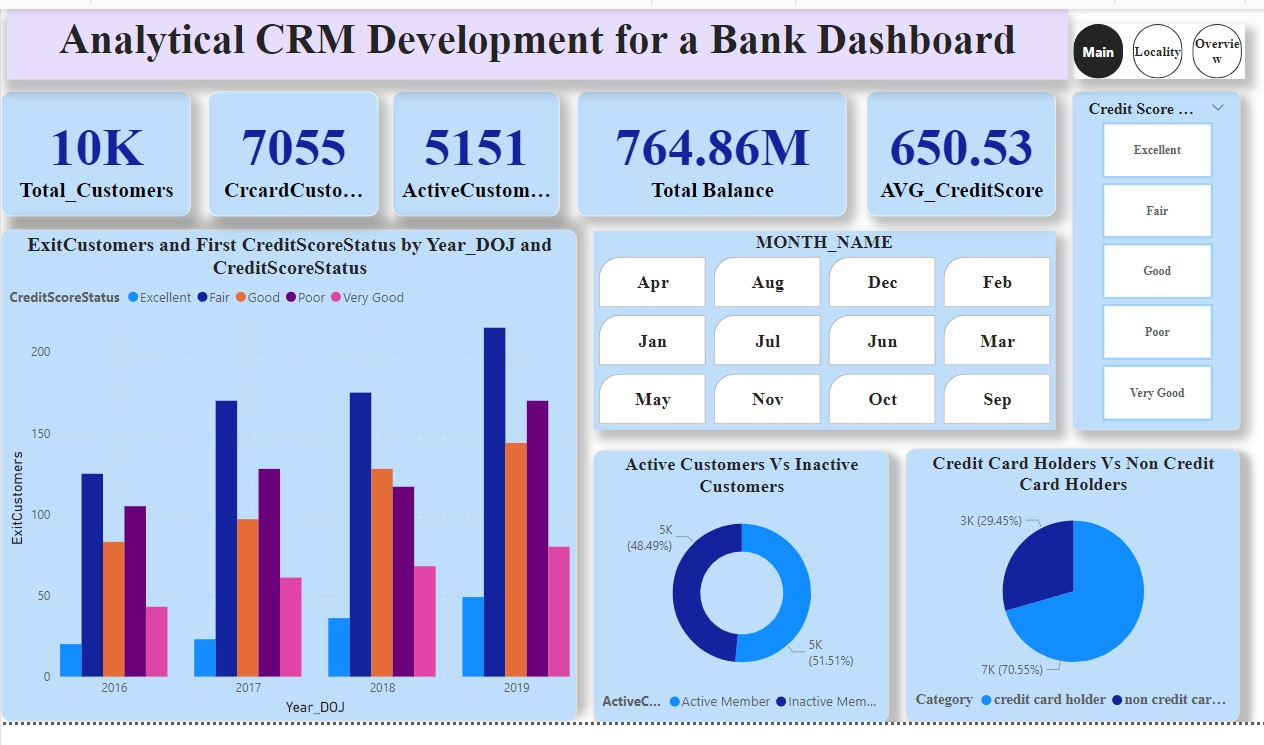 Analytical CRM Development for a Bank Dashboard
Main
Locality
Overvie
w
10K
Total_Customers
7055
CrcardCusto...
5151
ActiveCustom...
764.86M
Total Balance
650.53
AVG_CreditScore
Credit Score ...
Excellent
Fair
Good
Poor
Very Good
ExitCustomers and First CreditScoreStatus by Year_DOJ and
CreditScoreStatus
CreditScoreStatus Excellent Fair Good Poor Very Good
ExitCustomers
200
150
100
50
0
2016 2017 2018 2019
Year_DOJ
MONTH_NAME
Apr Aug Dec Feb
Jan Jul Jun Mar
May Nov Oct Sep
Active Customers Vs Inactive
Customers
5K
(48.49%)
5K
(51.51%)
ActiveC... Active Member Inactive Mem...
Credit Card Holders Vs Non Credit
Card Holders
3K (29.45%)
7K (70.55%)
Category credit card holder non credit car...